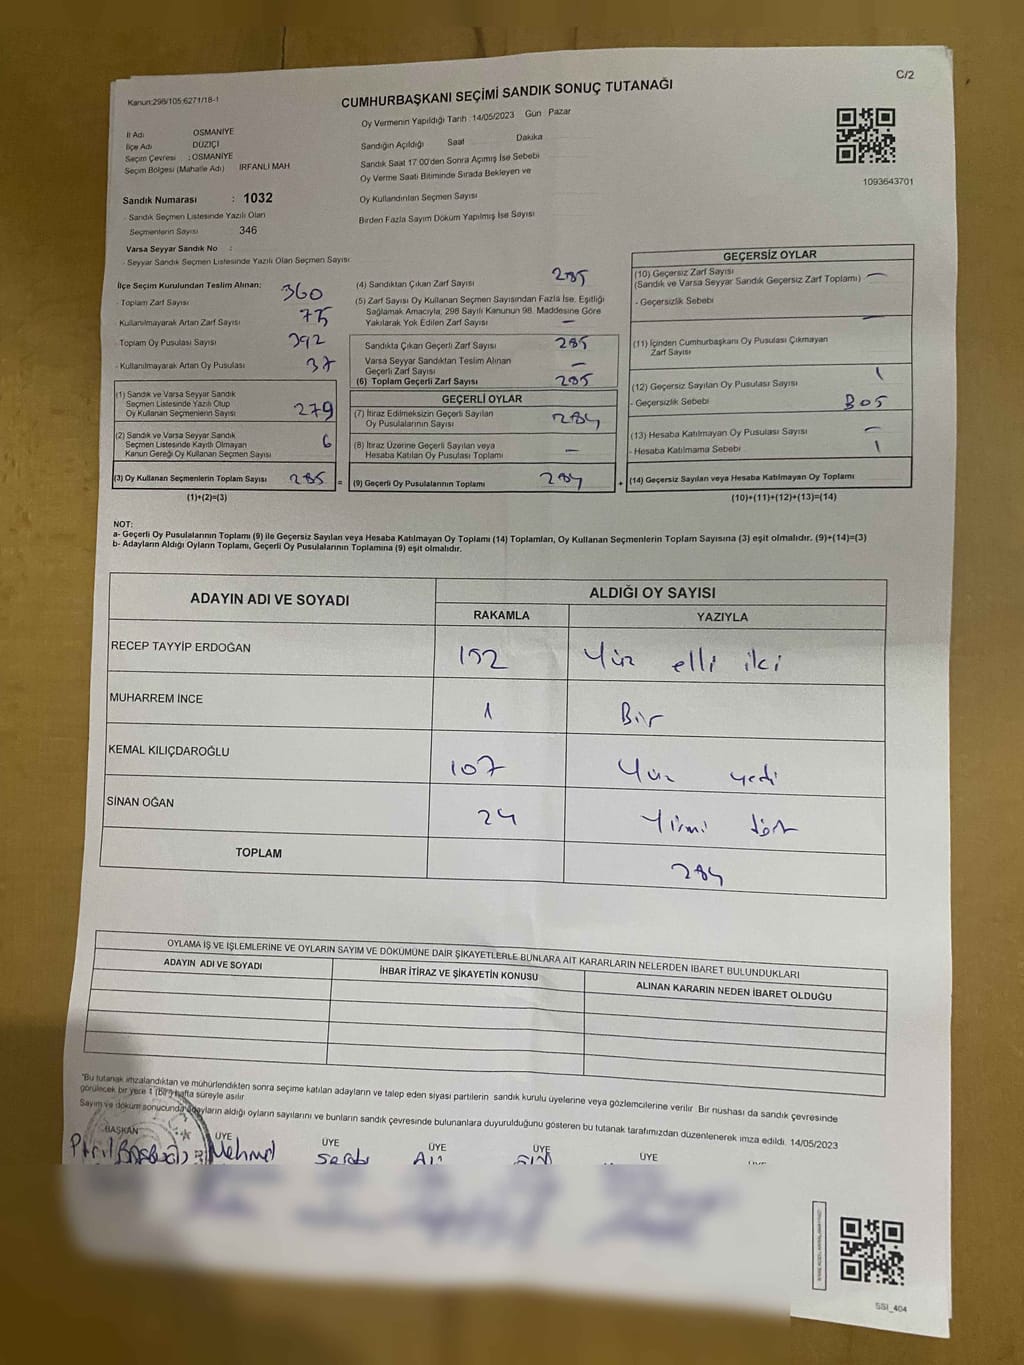 C/2
Kanun:298/105;6271/18-1
CUMHURBAŞKANI SEÇİMİ SANDIK SONUÇ TUTANAĞI
Oy Vermenin Yapıldığı Tarih :14/05/2023 Gün : Pazar
İl Adı OSMANİYE
İlçe Adı DÜZİÇİ
Seçim Çevresi : OSMANİYE
Seçim Bölgesi (Mahalle Adı) İRFANLI MAH
Sandığın Açıldığı Saat Dakika
Sandık Saat 17:00'den Sonra Açılmış İse Sebebi
Oy Verme Saati Bitiminde Sırada Bekleyen ve
Oy Kullandırılan Seçmen Sayısı
Birden Fazla Sayım Döküm Yapılmış İse Sayısı
1093643701
Sandık Numarası : 1032
- Sandık Seçmen Listesinde Yazılı Olan
Seçmenlerin Sayısı 346
Varsa Seyyar Sandık No :
- Seyyar Sandık Seçmen Listesinde Yazılı Olan Seçmen Sayısı:
İlçe Seçim Kurulundan Teslim Alınan:
- Toplam Zarf Sayısı 360
- Kullanılmayarak Artan Zarf Sayısı 75
- Toplam Oy Pusulası Sayısı 392
- Kullanılmayarak Artan Oy Pusulası 37
(1) Sandık ve Varsa Seyyar Sandık
Seçmen Listesinde Yazılı Olup
Oy Kullanan Seçmenlerin Sayısı 279
(2) Sandık ve Varsa Seyyar Sandık
Seçmen Listesinde Kayıtlı Olmayan
Kanun Gereği Oy Kullanan Seçmen Sayısı 6
(3) Oy Kullanan Seçmenlerin Toplam Sayısı 285 =
(1)+(2)=(3)
(4) Sandıktan Çıkan Zarf Sayısı 285
(5) Zarf Sayısı Oy Kullanan Seçmen Sayısından Fazla İse, Eşitliği
Sağlamak Amacıyla, 298 Sayılı Kanunun 98. Maddesine Göre
Yakılarak Yok Edilen Zarf Sayısı —
Sandıkta Çıkan Geçerli Zarf Sayısı 285
Varsa Seyyar Sandıktan Teslim Alınan
Geçerli Zarf Sayısı —
(6) Toplam Geçerli Zarf Sayısı 285
GEÇERLİ OYLAR
(7) İtiraz Edilmeksizin Geçerli Sayılan
Oy Pusulalarının Sayısı 284
(8) İtiraz Üzerine Geçerli Sayılan veya
Hesaba Katılan Oy Pusulası Toplamı —
(9) Geçerli Oy Pusulalarının Toplamı 284 +
GEÇERSİZ OYLAR
(10) Geçersiz Zarf Sayısı
(Sandık ve Varsa Seyyar Sandık Geçersiz Zarf Toplamı) —
- Geçersizlik Sebebi
—
(11) İçinden Cumhurbaşkanı Oy Pusulası Çıkmayan
Zarf Sayısı
(12) Geçersiz Sayılan Oy Pusulası Sayısı 1
- Geçersizlik Sebebi BOS
(13) Hesaba Katılmayan Oy Pusulası Sayısı —
- Hesaba Katılmama Sebebi 1
(14) Geçersiz Sayılan veya Hesaba Katılmayan Oy Toplamı
(10)+(11)+(12)+(13)=(14)
NOT:
a- Geçerli Oy Pusulalarının Toplamı (9) ile Geçersiz Sayılan veya Hesaba Katılmayan Oy Toplamı (14) Toplamları, Oy Kullanan Seçmenlerin Toplam Sayısına (3) eşit olmalıdır. (9)+(14)=(3)
b- Adayların Aldığı Oyların Toplamı, Geçerli Oy Pusulalarının Toplamına (9) eşit olmalıdır.
ADAYIN ADI VE SOYADI ALDIĞI OY SAYISI
RAKAMLA YAZIYLA
RECEP TAYYİP ERDOĞAN 152 Yüz elli iki
MUHARREM İNCE 1 Bir
KEMAL KILIÇDAROĞLU 107 Yüz yedi
SİNAN OĞAN 24 Yirmi dört
TOPLAM 284
OYLAMA İŞ VE İŞLEMLERİNE VE OYLARIN SAYIM VE DÖKÜMÜNE DAİR ŞİKAYETLERLE BUNLARA AİT KARARLARIN NELERDEN İBARET BULUNDUKLARI
ADAYIN ADI VE SOYADI İHBAR İTİRAZ VE ŞİKAYETİN KONUSU ALINAN KARARIN NEDEN İBARET OLDUĞU
"Bu tutanak imzalandıktan ve mühürlendikten sonra seçime katılan adayların ve talep eden siyasi partilerin sandık kurulu üyelerine veya gözlemcilerine verilir. Bir nüshası da sandık çevresinde
görülecek bir yere 1 (bir) hafta süreyle asılır
Sayım ve döküm sonucunda adayların aldığı oyların sayılarını ve bunların sandık çevresinde bulunanlara duyurulduğunu gösteren bu tutanak tarafımızdan düzenlenerek imza edildi. 14/05/2023
BAŞKAN ÜYE ÜYE ÜYE ÜYE ÜYE
Mehmet
SSI_404